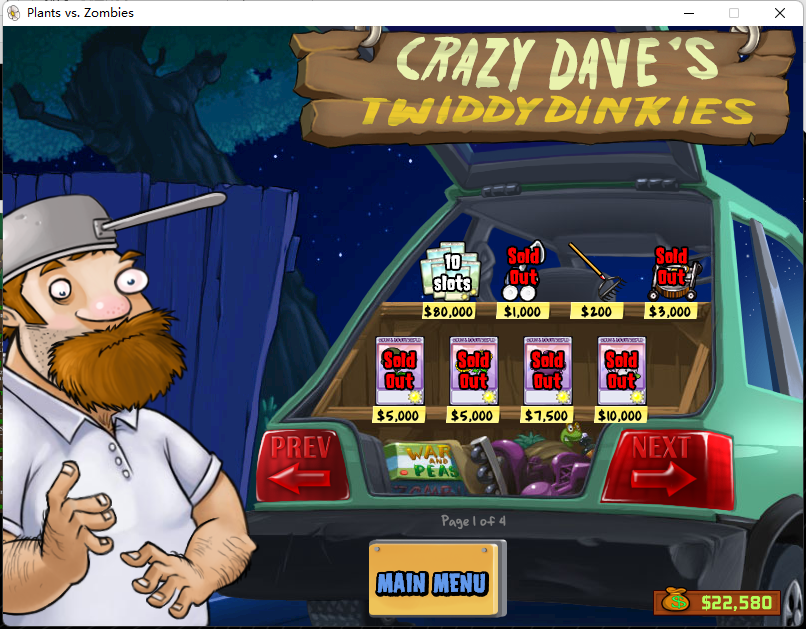 Plants vs. Zombies
CRAZY DAVE'S
TWIDDYDINKIES
10
slots
Sold
Out
Sold
Out
$80,000
$1,000
$200
$3,000
Sold
Out
Sold
Out
Sold
Out
Sold
Out
$5,000
$5,000
$7,500
$10,000
PREV
WAR
AND
PEAS
NEXT
Page 1 of 4
MAIN MENU
$22,580